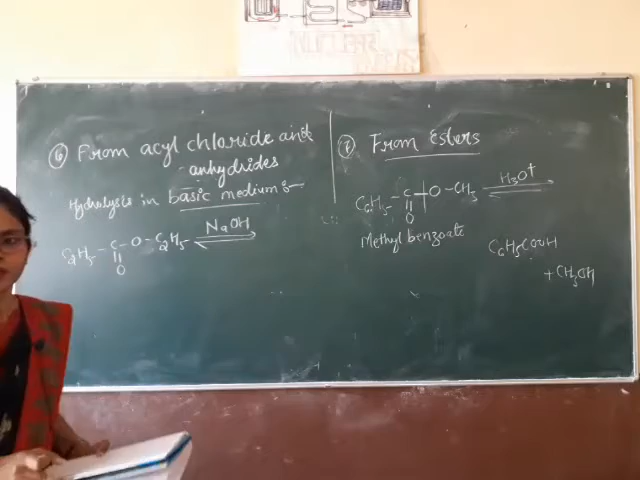 NUCLEAR
⑥ From acyl chloride and
anhydrides
Hydrolysis in basic medium :-
C₂H₅ - C - O - C₂H₅ NaOH ⇌
|| 
O
⑦ From Esters
C₆H₅ - C - O - CH₃ H₃O⁺ ⇌
||
O
Methyl benzoate
C₆H₅COOH
+ CH₃OH